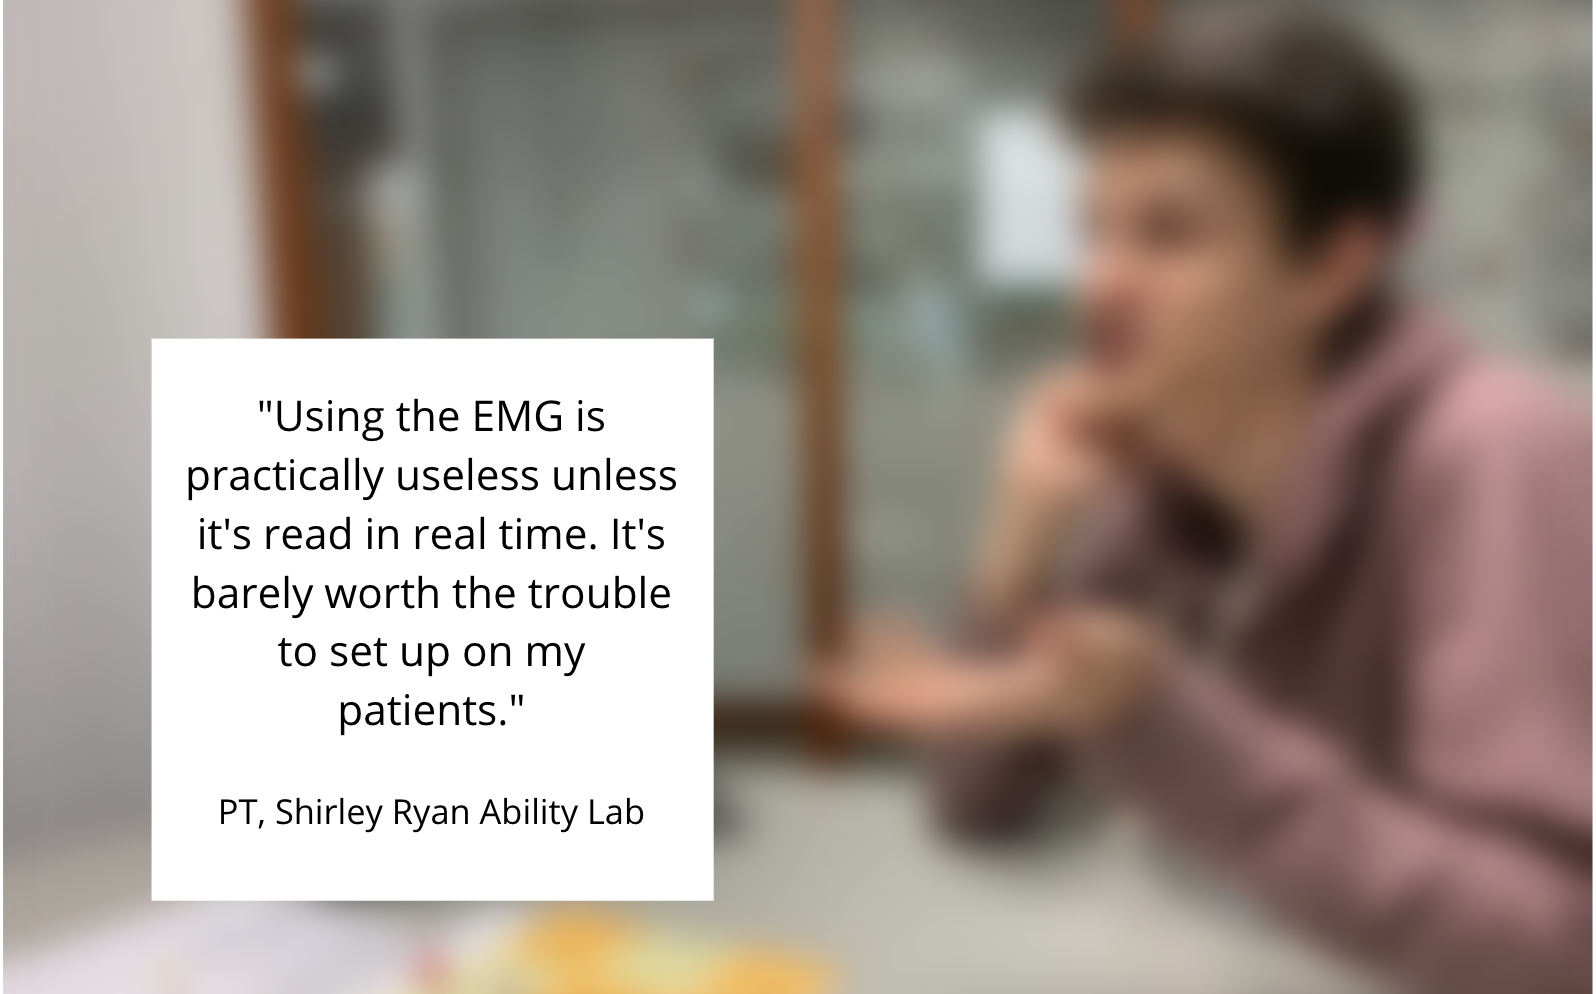 "Using the EMG is
practically useless unless
it's read in real time. It's
barely worth the trouble
to set up on my
patients."
PT, Shirley Ryan Ability Lab